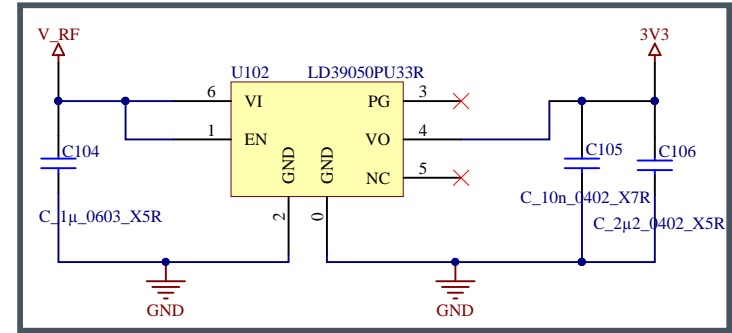 V_RF
3V3
U102
LD39050PU33R
6
VI
PG
3
1
EN
VO
4
GND
GND
NC
5
2
0
C104
C_1µ_0603_X5R
C105
C_10n_0402_X7R
C106
C_2µ2_0402_X5R
GND
GND